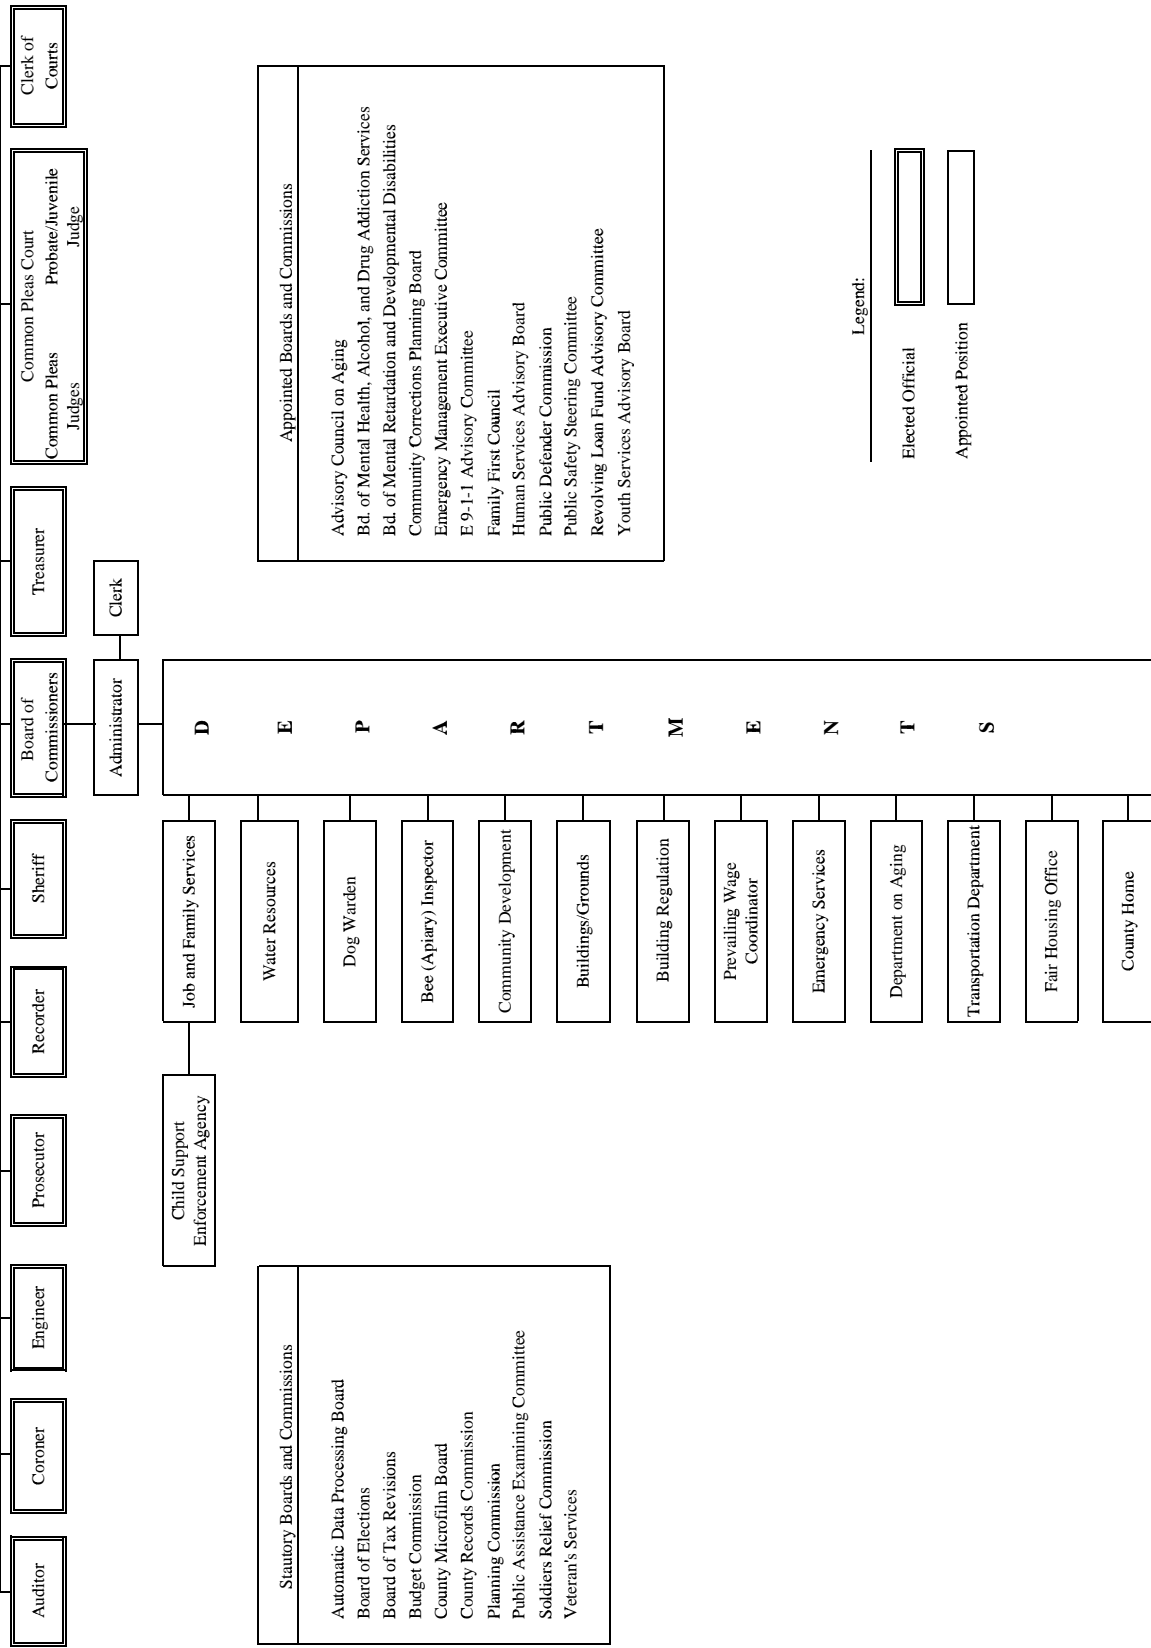 Auditor
Coroner
Engineer
Prosecutor
Recorder
Sheriff
Board of
Commissioners
Treasurer
Common Pleas Court
Common Pleas Probate/Juvenile
Judges Judge
Clerk of
Courts
Administrator
Clerk
D
E
P
A
R
T
M
E
N
T
S
Child Support
Enforcement Agency
Job and Family Services
Water Resources
Dog Warden
Bee (Apiary) Inspector
Community Development
Buildings/Grounds
Building Regulation
Prevailing Wage
Coordinator
Emergency Services
Department on Aging
Transportation Department
Fair Housing Office
County Home
Stautory Boards and Commissions
Automatic Data Processing Board
Board of Elections
Board of Tax Revisions
Budget Commission
County Microfilm Board
County Records Commission
Planning Commission
Public Assistance Examining Committee
Soldiers Relief Commission
Veteran's Services
Appointed Boards and Commissions
Advisory Council on Aging
Bd. of Mental Health, Alcohol, and Drug Addiction Services
Bd. of Mental Retardation and Developmental Disabilities
Community Corrections Planning Board
Emergency Management Executive Committee
E 9-1-1 Advisory Committee
Family First Council
Human Services Advisory Board
Public Defender Commission
Public Safety Steering Committee
Revolving Loan Fund Advisory Committee
Youth Services Advisory Board
Legend:
Elected Official
Appointed Position